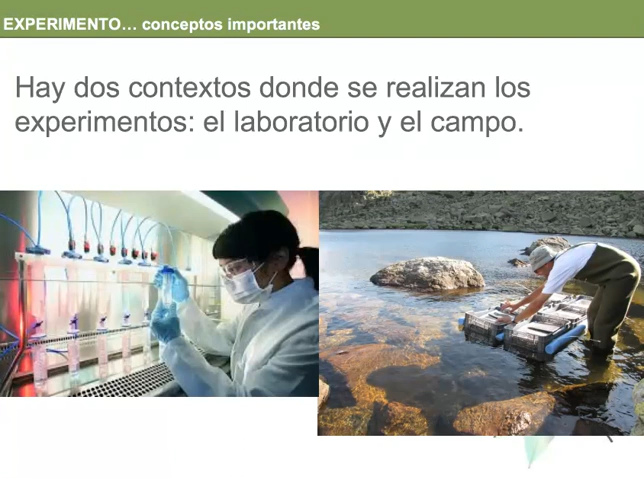 EXPERIMENTO… conceptos importantes
Hay dos contextos donde se realizan los
experimentos: el laboratorio y el campo.